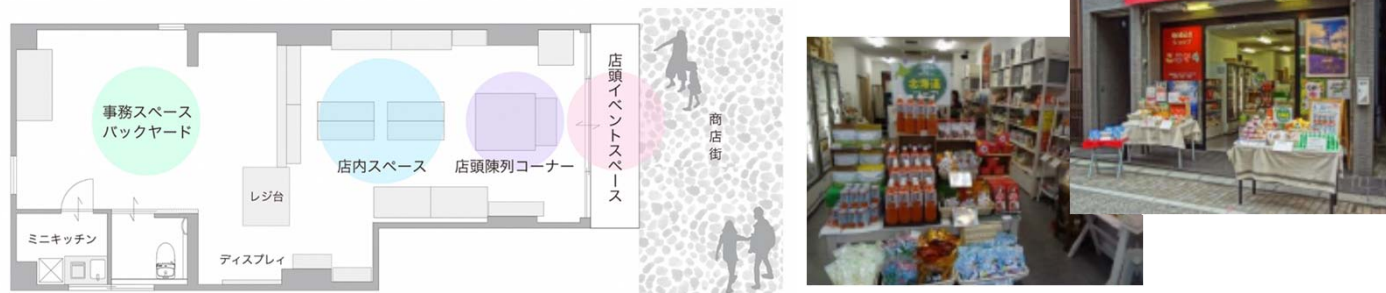 事務スペース
バックヤード
店内スペース
店頭陳列コーナー
店頭イベントスペース
商店街
レジ台
ミニキッチン
ディスプレイ
北海道